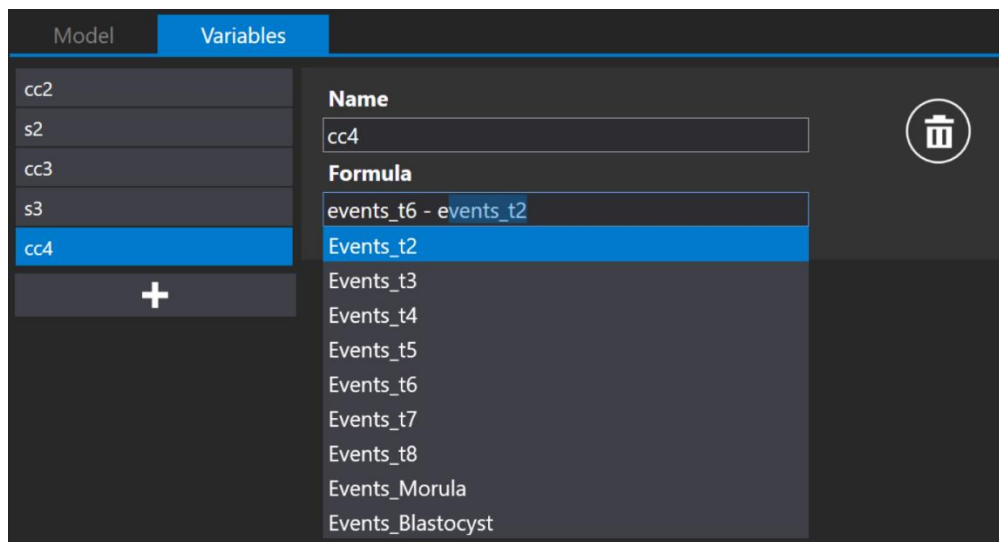 Model Variables
cc2
s2
cc3
s3
cc4
Name
cc4
Formula
events_t6 - events_t2
Events_t2
Events_t3
Events_t4
Events_t5
Events_t6
Events_t7
Events_t8
Events_Morula
Events_Blastocyst